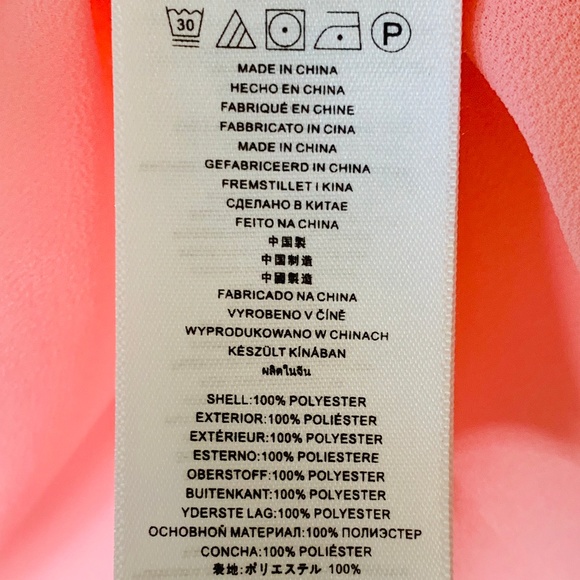 30 P
MADE IN CHINA
HECHO EN CHINA
FABRIQUÉ EN CHINE
FABBRICATO IN CINA
MADE IN CHINA
GEFABRICEERD IN CHINA
FREMSTILLET I KINA
СДЕЛАНО В КИТАЕ
FEITO NA CHINA
中国製
中国制造
中國製造
FABRICADO NA CHINA
VYROBENO V ČÍNĚ
WYPRODUKOWANO W CHINACH
KÉSZÜLT KÍNÁBAN
ผลิตในจีน
SHELL:100% POLYESTER
EXTERIOR:100% POLIÉSTER
EXTÉRIEUR:100% POLYESTER
ESTERNO:100% POLIESTERE
OBERSTOFF:100% POLYESTER
BUITENKANT:100% POLYESTER
YDERSTE LAG:100% POLYESTER
ОСНОВНОЙ МАТЕРИАЛ:100% ПОЛИЭСТЕР
CONCHA:100% POLIÉSTER
表地:ポリエステル 100%